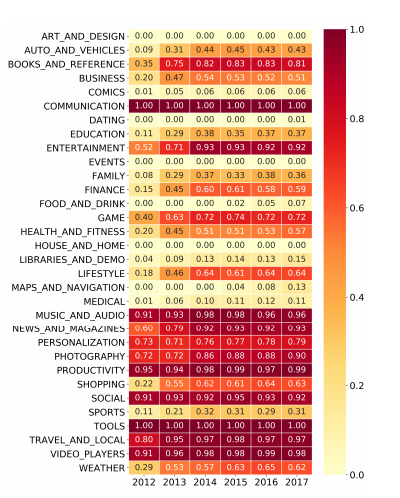 ART_AND_DESIGN 0.00 0.00 0.00 0.00 0.00 0.00
AUTO_AND_VEHICLES 0.09 0.31 0.44 0.45 0.43 0.43
BOOKS_AND_REFERENCE 0.35 0.75 0.82 0.83 0.83 0.81
BUSINESS 0.20 0.47 0.54 0.53 0.52 0.51
COMICS 0.01 0.05 0.06 0.06 0.06 0.06
COMMUNICATION 1.00 1.00 1.00 1.00 1.00 1.00
DATING 0.00 0.00 0.00 0.00 0.00 0.01
EDUCATION 0.11 0.29 0.38 0.35 0.37 0.37
ENTERTAINMENT 0.52 0.71 0.93 0.93 0.92 0.92
EVENTS 0.00 0.00 0.00 0.00 0.00 0.00
FAMILY 0.08 0.29 0.37 0.33 0.38 0.36
FINANCE 0.15 0.45 0.60 0.61 0.58 0.59
FOOD_AND_DRINK 0.00 0.00 0.00 0.02 0.05 0.07
GAME 0.40 0.63 0.72 0.74 0.72 0.72
HEALTH_AND_FITNESS 0.20 0.45 0.51 0.51 0.53 0.57
HOUSE_AND_HOME 0.00 0.00 0.00 0.00 0.00 0.00
LIBRARIES_AND_DEMO 0.04 0.09 0.13 0.14 0.13 0.15
LIFESTYLE 0.18 0.46 0.64 0.61 0.64 0.64
MAPS_AND_NAVIGATION 0.00 0.00 0.00 0.04 0.08 0.13
MEDICAL 0.01 0.06 0.10 0.11 0.12 0.11
MUSIC_AND_AUDIO 0.91 0.93 0.98 0.98 0.96 0.96
NEWS_AND_MAGAZINES 0.60 0.79 0.92 0.92 0.93 0.92
PERSONALIZATION 0.73 0.71 0.76 0.77 0.78 0.79
PHOTOGRAPHY 0.72 0.72 0.86 0.88 0.88 0.90
PRODUCTIVITY 0.95 0.94 0.98 0.99 0.97 0.99
SHOPPING 0.22 0.55 0.62 0.61 0.64 0.63
SOCIAL 0.91 0.93 0.92 0.95 0.93 0.92
SPORTS 0.11 0.21 0.32 0.31 0.29 0.31
TOOLS 1.00 1.00 1.00 1.00 1.00 1.00
TRAVEL_AND_LOCAL 0.80 0.95 0.97 0.98 0.97 0.97
VIDEO_PLAYERS 0.91 0.96 0.98 0.98 0.99 0.98
WEATHER 0.29 0.53 0.57 0.63 0.65 0.62
2012 2013 2014 2015 2016 2017
1.0
0.8
0.6
0.4
0.2
0.0